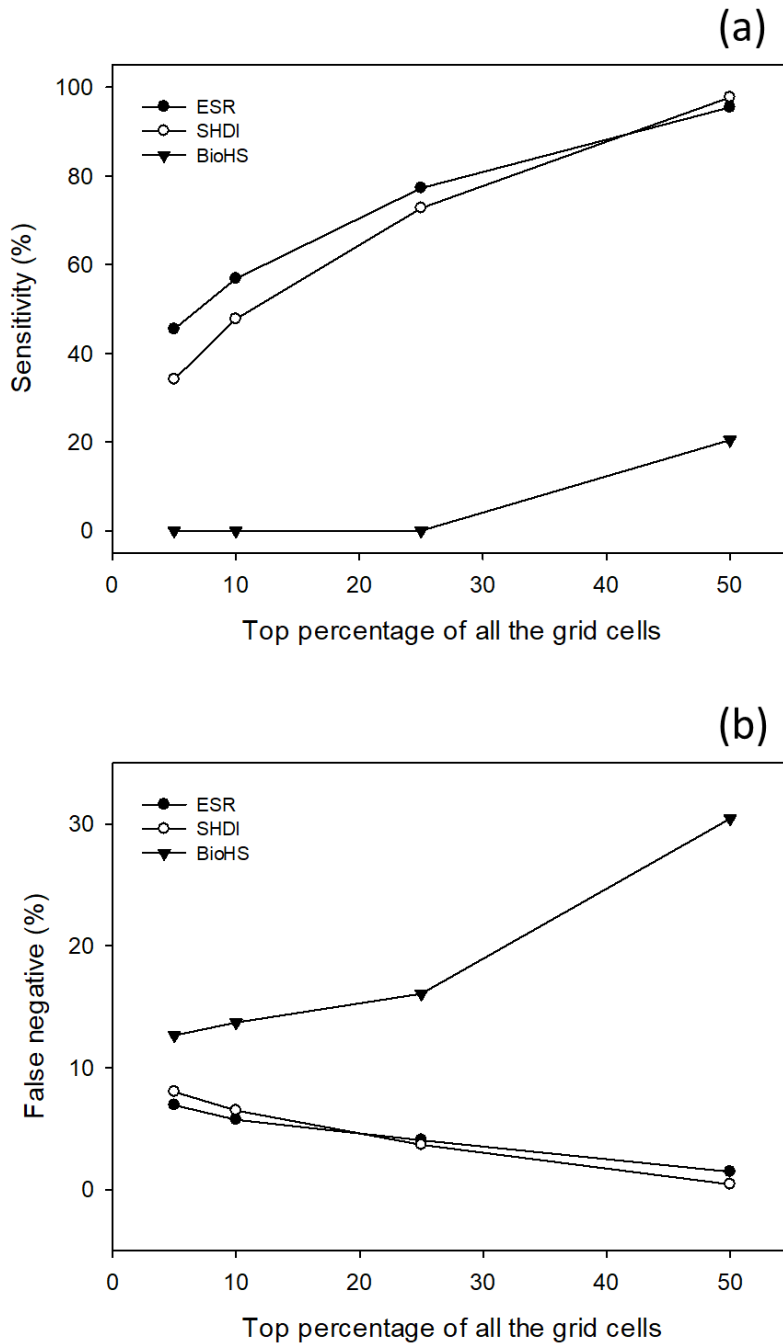 (a)
100
80
60
40
20
0
Sensitivity (%)
ESR
SHDI
BioHS
0 10 20 30 40 50
Top percentage of all the grid cells
(b)
30
20
10
0
False negative (%)
ESR
SHDI
BioHS
0 10 20 30 40 50
Top percentage of all the grid cells